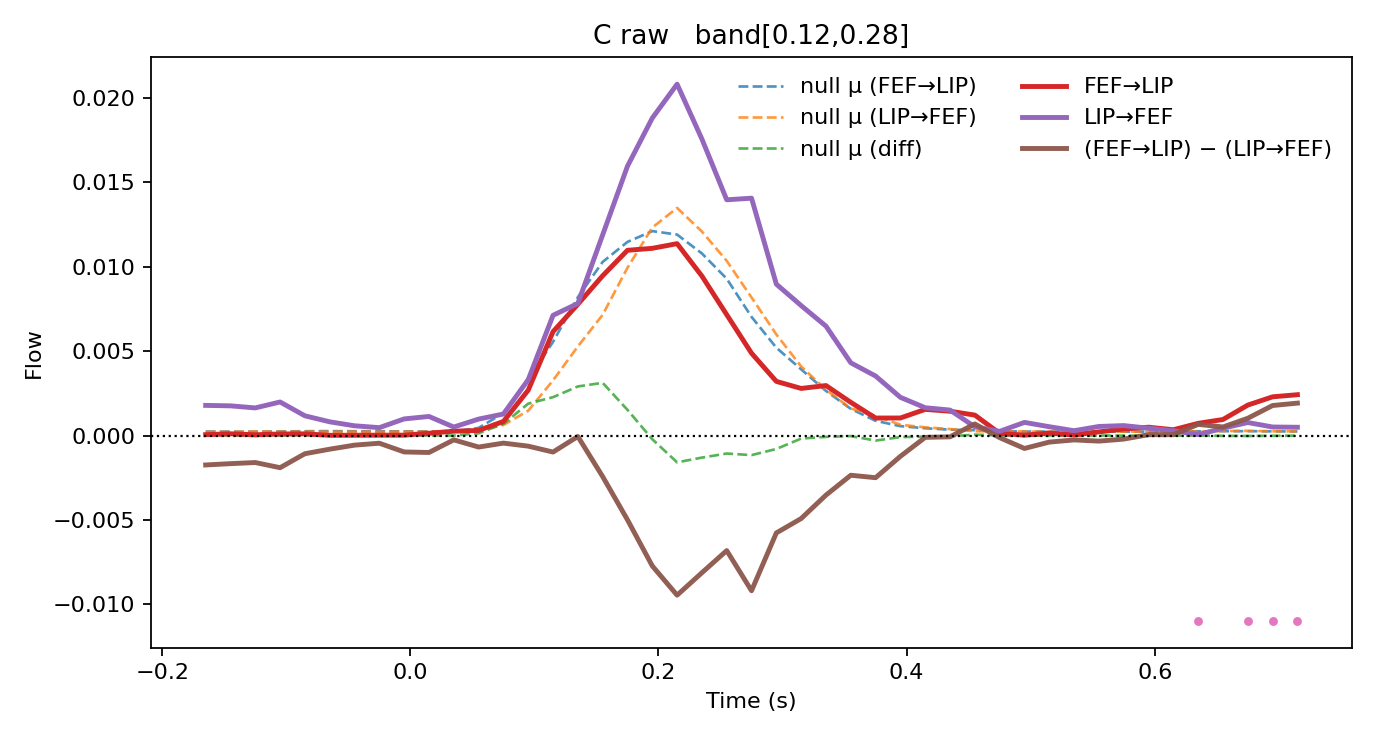 C raw   band[0.12,0.28]
null μ (FEF→LIP)
null μ (LIP→FEF)
null μ (diff)
FEF→LIP
LIP→FEF
(FEF→LIP) − (LIP→FEF)
Flow
0.020
0.015
0.010
0.005
0.000
−0.005
−0.010
−0.2
0.0
0.2
0.4
0.6
Time (s)